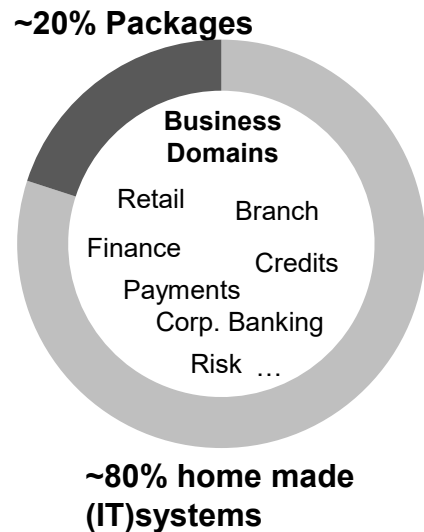 ~20% Packages
Business
Domains
Retail
Branch
Finance
Credits
Payments
Corp. Banking
Risk ...
~80% home made
(IT)systems